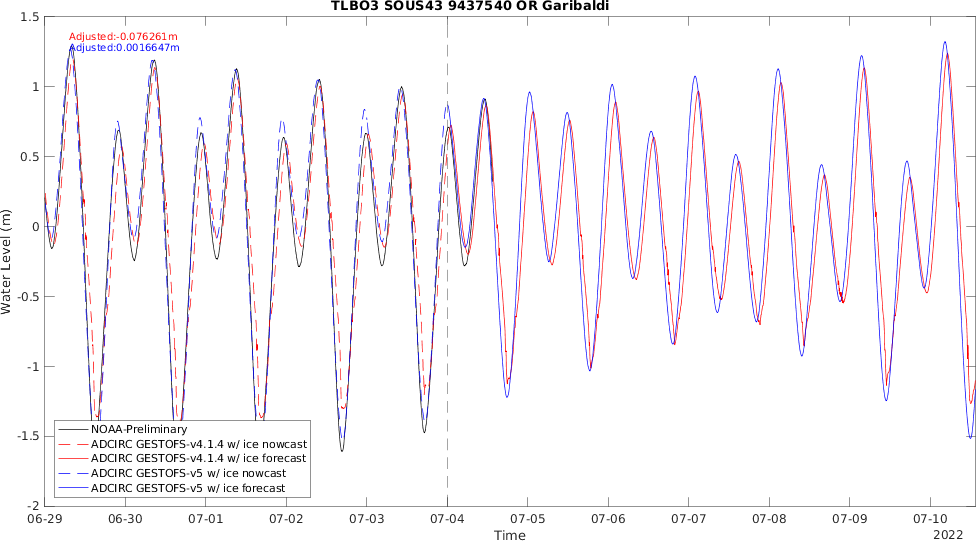 TLBO3 SOUS43 9437540 OR Garibaldi
Adjusted:-0.076261m
Adjusted:0.0016647m
Water Level (m)
1.5
1
0.5
0
-0.5
-1
-1.5
-2
NOAA-Preliminary
ADCIRC GESTOFS-v4.1.4 w/ ice nowcast
ADCIRC GESTOFS-v4.1.4 w/ ice forecast
ADCIRC GESTOFS-v5 w/ ice nowcast
ADCIRC GESTOFS-v5 w/ ice forecast
06-29 06-30 07-01 07-02 07-03 07-04 07-05 07-06 07-07 07-08 07-09 07-10
Time
2022